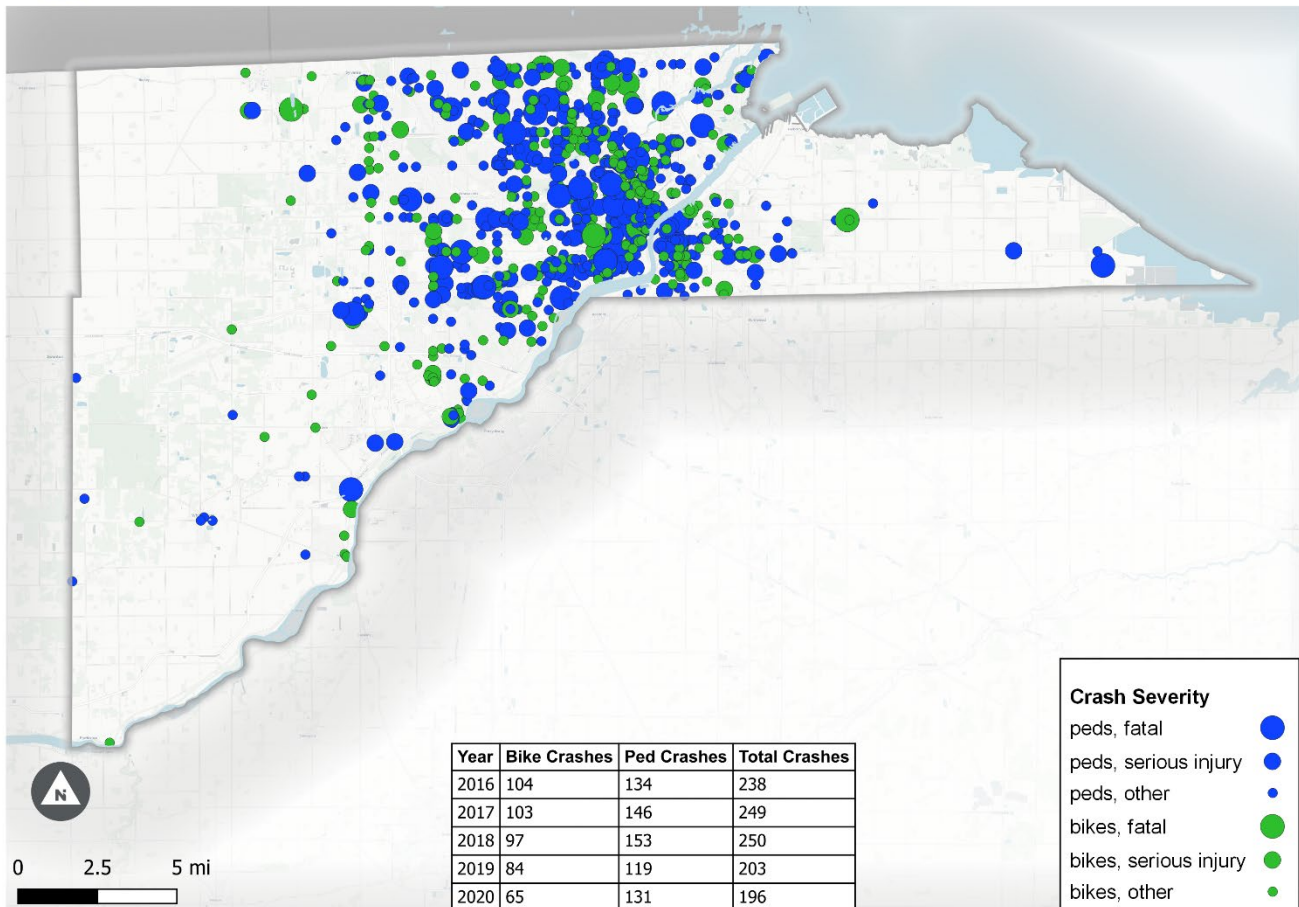 Year Bike Crashes Ped Crashes Total Crashes
2016 104 134 238
2017 103 146 249
2018 97 153 250
2019 84 119 203
2020 65 131 196
Crash Severity
peds, fatal
peds, serious injury
peds, other
bikes, fatal
bikes, serious injury
bikes, other
N
0 2.5 5 mi